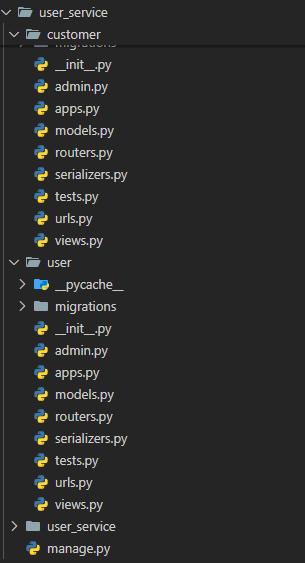 user_service
customer
migrations
__init__.py
admin.py
apps.py
models.py
routers.py
serializers.py
tests.py
urls.py
views.py
user
__pycache__
migrations
__init__.py
admin.py
apps.py
models.py
routers.py
serializers.py
tests.py
urls.py
views.py
user_service
manage.py